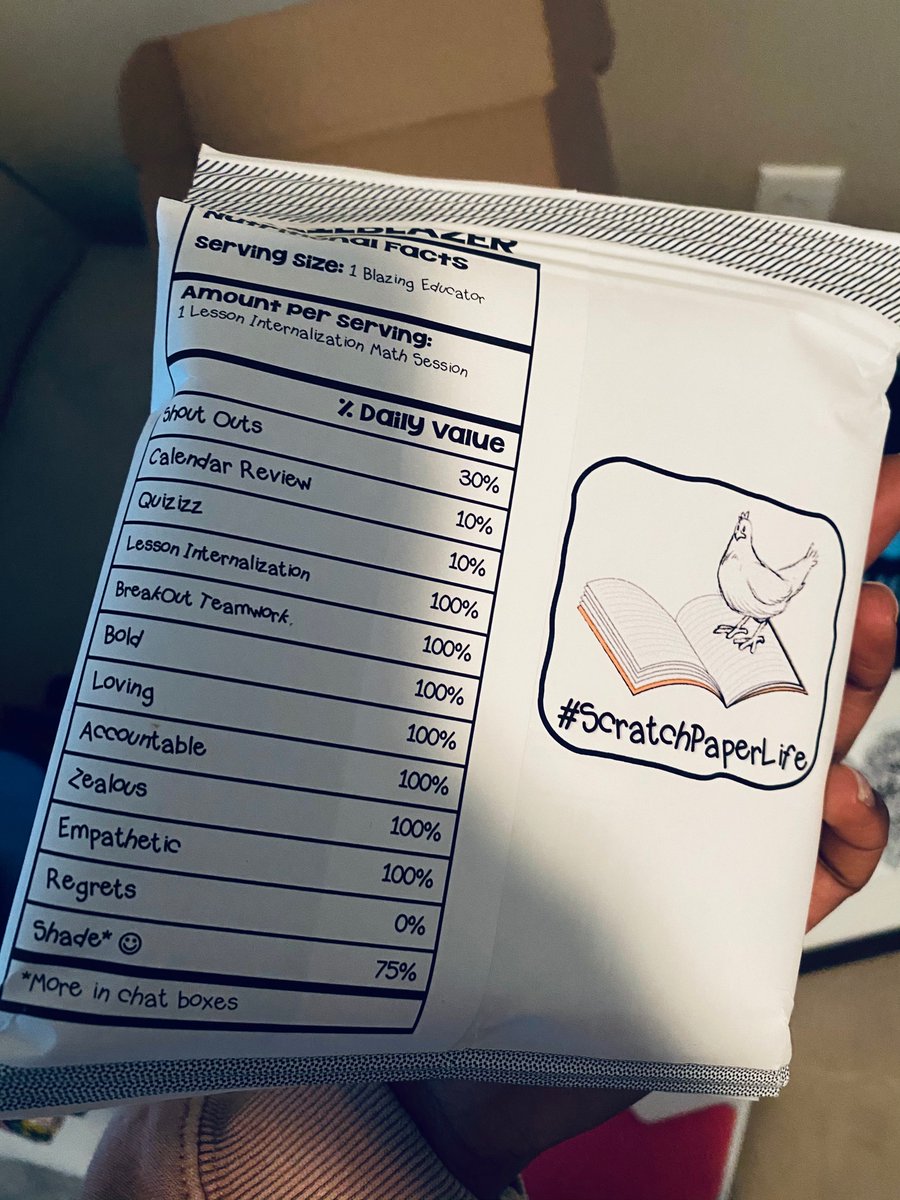 Nutritional Facts
Serving Size: 1 Blazing Educator
Amount per serving:
1 Lesson Internalization Math Session
% Daily Value
Shout Outs 30%
Calendar Review 10%
Quizizz 10%
Lesson Internalization 100%
BreakOut Teamwork. 100%
Bold 100%
Loving 100%
Accountable 100%
Zealous 100%
Empathetic 100%
Regrets 0%
Shade* ☺ 75%
*More in chat boxes
#ScratchPaperLife